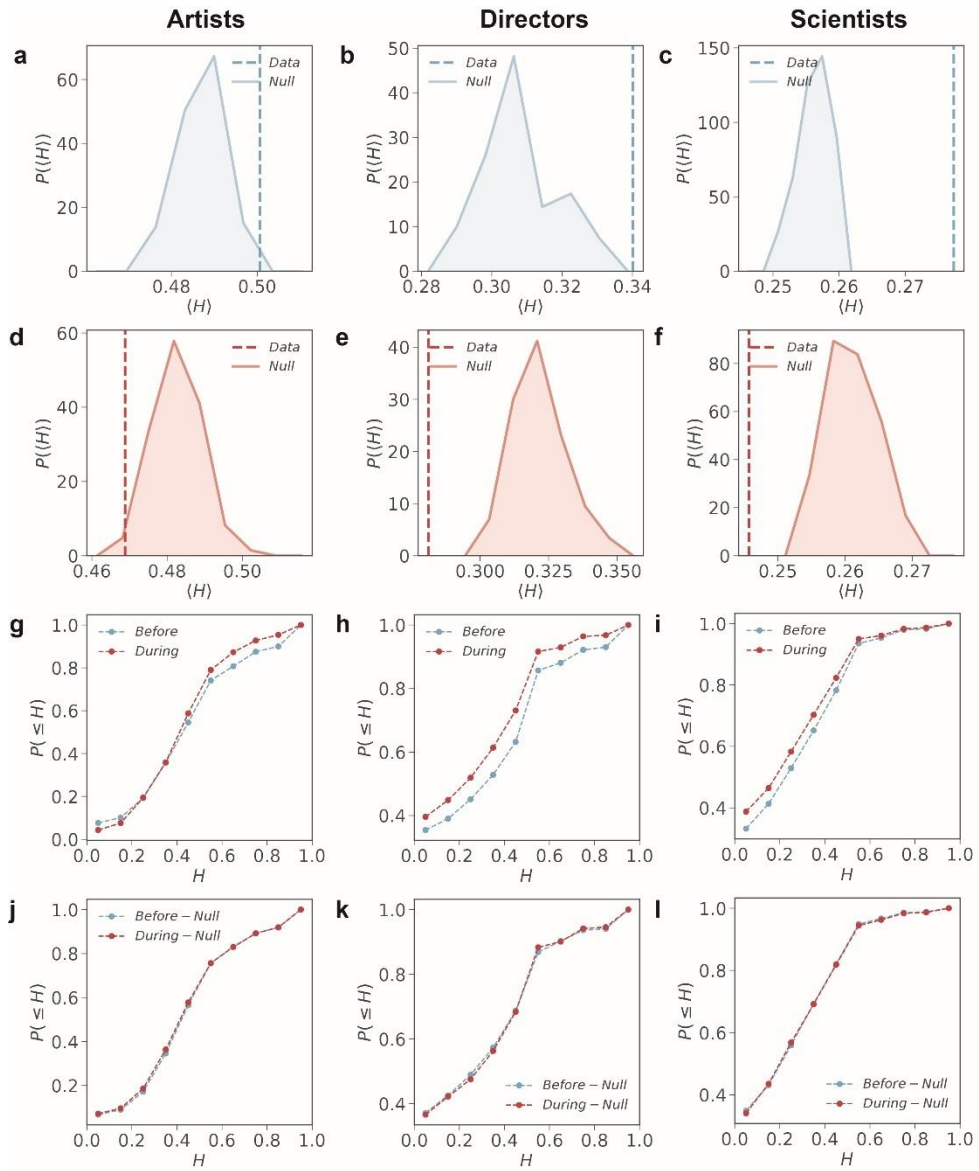 Artists Directors Scientists
a
Data
Null
P(⟨H⟩)
60
40
20
0
0.48 0.50
⟨H⟩
b
Data
Null
P(⟨H⟩)
50
40
30
20
10
0
0.28 0.30 0.32 0.34
⟨H⟩
c
Data
Null
P(⟨H⟩)
150
100
50
0
0.25 0.26 0.27
⟨H⟩
d
Data
Null
P(⟨H⟩)
60
40
20
0
0.46 0.48 0.50
⟨H⟩
e
Data
Null
P(⟨H⟩)
40
30
20
10
0
0.300 0.325 0.350
⟨H⟩
f
Data
Null
P(⟨H⟩)
80
60
40
20
0
0.25 0.26 0.27
⟨H⟩
g
Before
During
P(≤ H)
1.0
0.8
0.6
0.4
0.2
0.0
0.0 0.2 0.4 0.6 0.8 1.0
H
h
Before
During
P(≤ H)
1.0
0.8
0.6
0.4
0.0 0.2 0.4 0.6 0.8 1.0
H
i
Before
During
P(≤ H)
1.0
0.8
0.6
0.4
0.0 0.2 0.4 0.6 0.8 1.0
H
j
Before − Null
During − Null
P(≤ H)
1.0
0.8
0.6
0.4
0.2
0.0 0.2 0.4 0.6 0.8 1.0
H
k
Before − Null
During − Null
P(≤ H)
1.0
0.8
0.6
0.4
0.0 0.2 0.4 0.6 0.8 1.0
H
l
Before − Null
During − Null
P(≤ H)
1.0
0.8
0.6
0.4
0.0 0.2 0.4 0.6 0.8 1.0
H